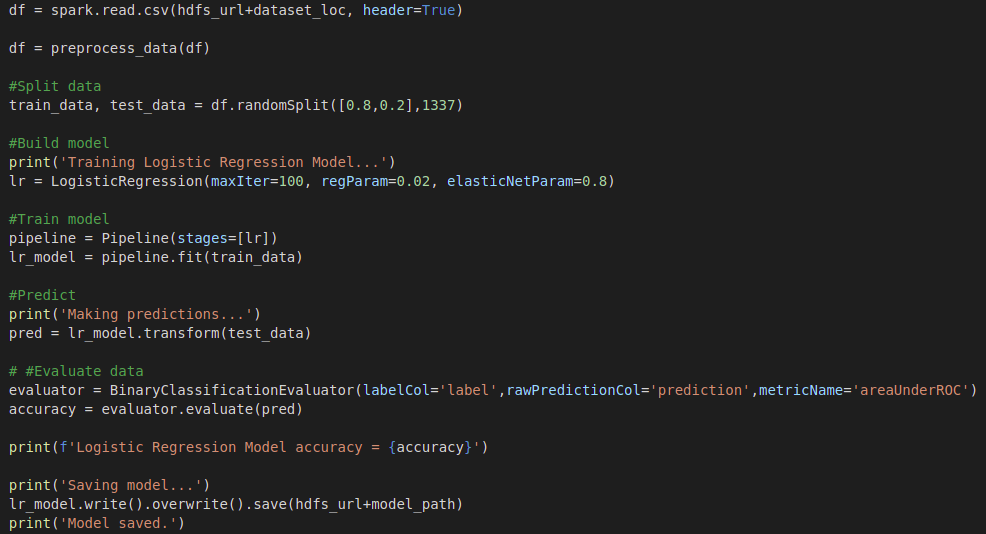 df = spark.read.csv(hdfs_url+dataset_loc, header=True)
df = preprocess_data(df)
#Split data
train_data, test_data = df.randomSplit([0.8,0.2],1337)
#Build model
print('Training Logistic Regression Model...')
lr = LogisticRegression(maxIter=100, regParam=0.02, elasticNetParam=0.8)
#Train model
pipeline = Pipeline(stages=[lr])
lr_model = pipeline.fit(train_data)
#Predict
print('Making predictions...')
pred = lr_model.transform(test_data)
# #Evaluate data
evaluator = BinaryClassificationEvaluator(labelCol='label',rawPredictionCol='prediction',metricName='areaUnderROC')
accuracy = evaluator.evaluate(pred)
print(f'Logistic Regression Model accuracy = {accuracy}')
print('Saving model...')
lr_model.write().overwrite().save(hdfs_url+model_path)
print('Model saved.')